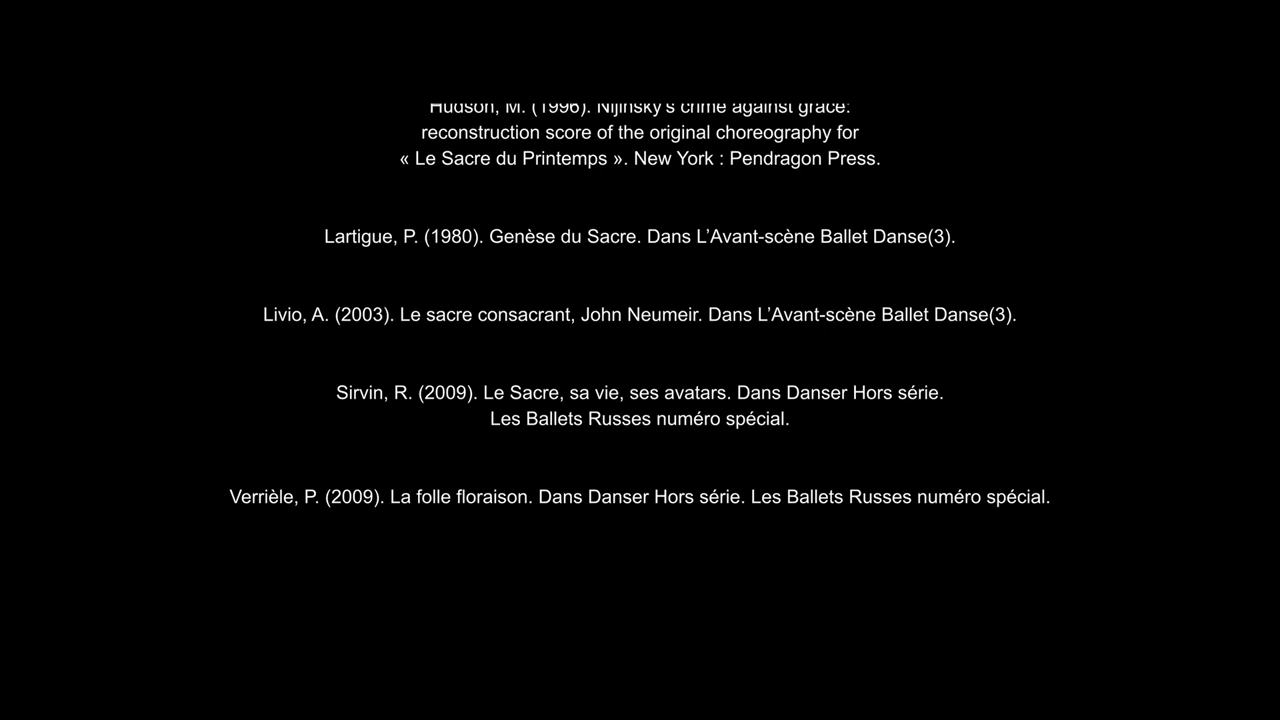 Hudson, M. (1996). Nijinsky's crime against grace:
reconstruction score of the original choreography for
« Le Sacre du Printemps ». New York : Pendragon Press.
Lartigue, P. (1980). Genèse du Sacre. Dans L’Avant-scène Ballet Danse(3).
Livio, A. (2003). Le sacre consacrant, John Neumeir. Dans L’Avant-scène Ballet Danse(3).
Sirvin, R. (2009). Le Sacre, sa vie, ses avatars. Dans Danser Hors série.
Les Ballets Russes numéro spécial.
Verrièle, P. (2009). La folle floraison. Dans Danser Hors série. Les Ballets Russes numéro spécial.